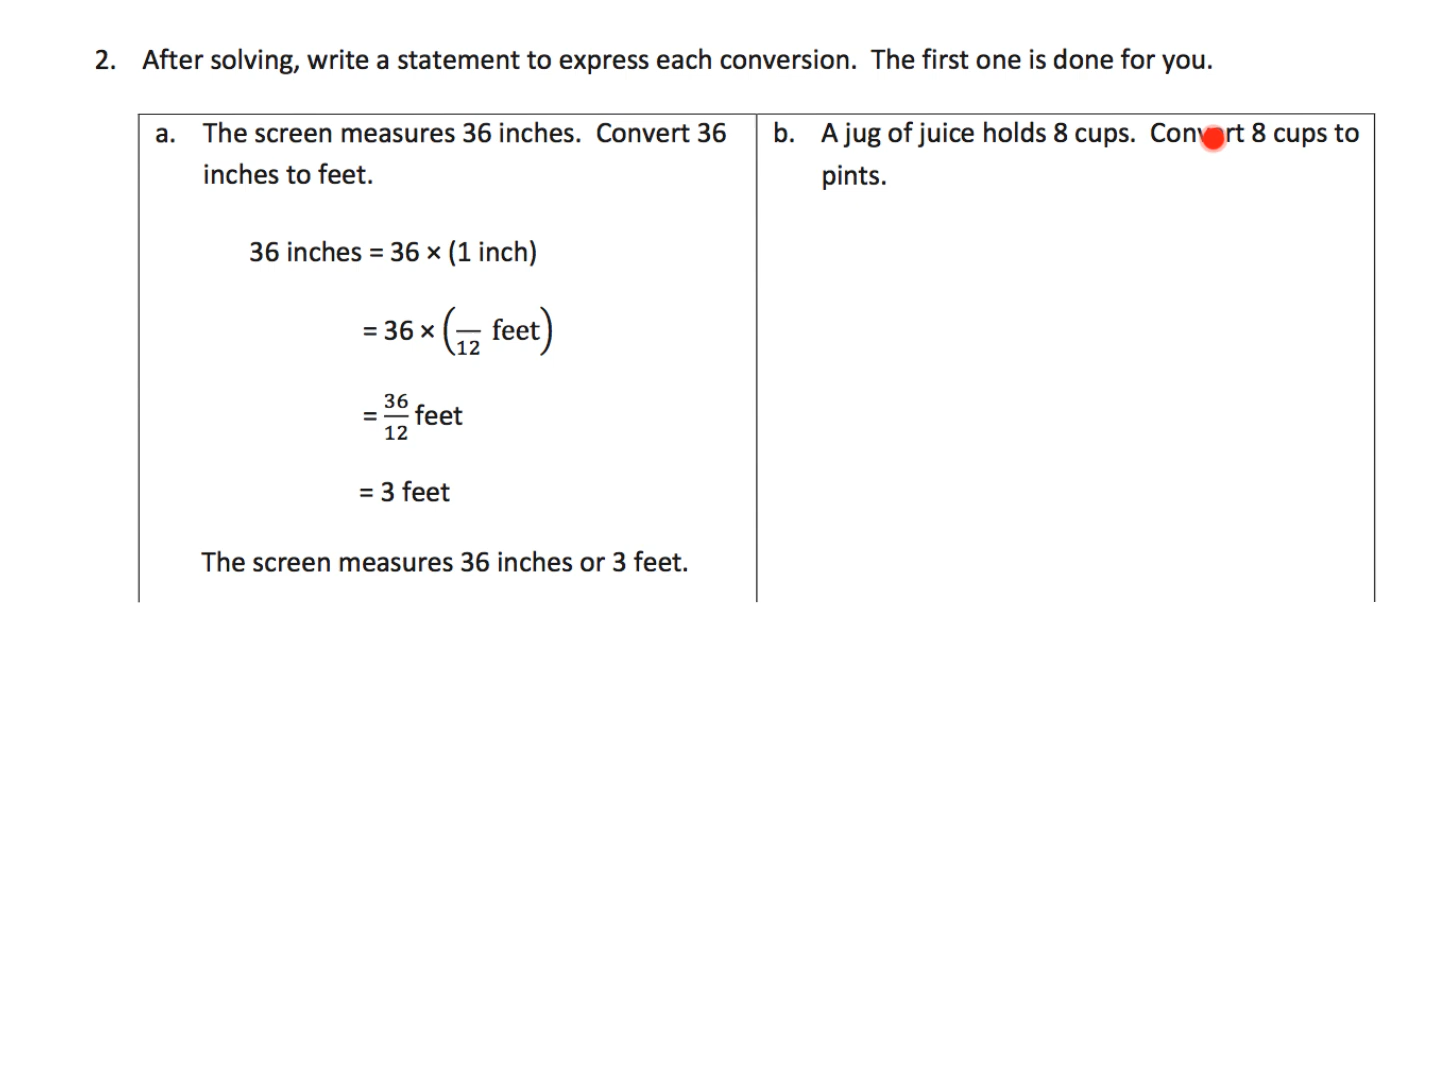 2. After solving, write a statement to express each conversion. The first one is done for you.
a. The screen measures 36 inches. Convert 36
inches to feet.
36 inches = 36 × (1 inch)
= 36 × (__/12 feet)
= 36/12 feet
= 3 feet
The screen measures 36 inches or 3 feet.
b. A jug of juice holds 8 cups. Convert 8 cups to
pints.